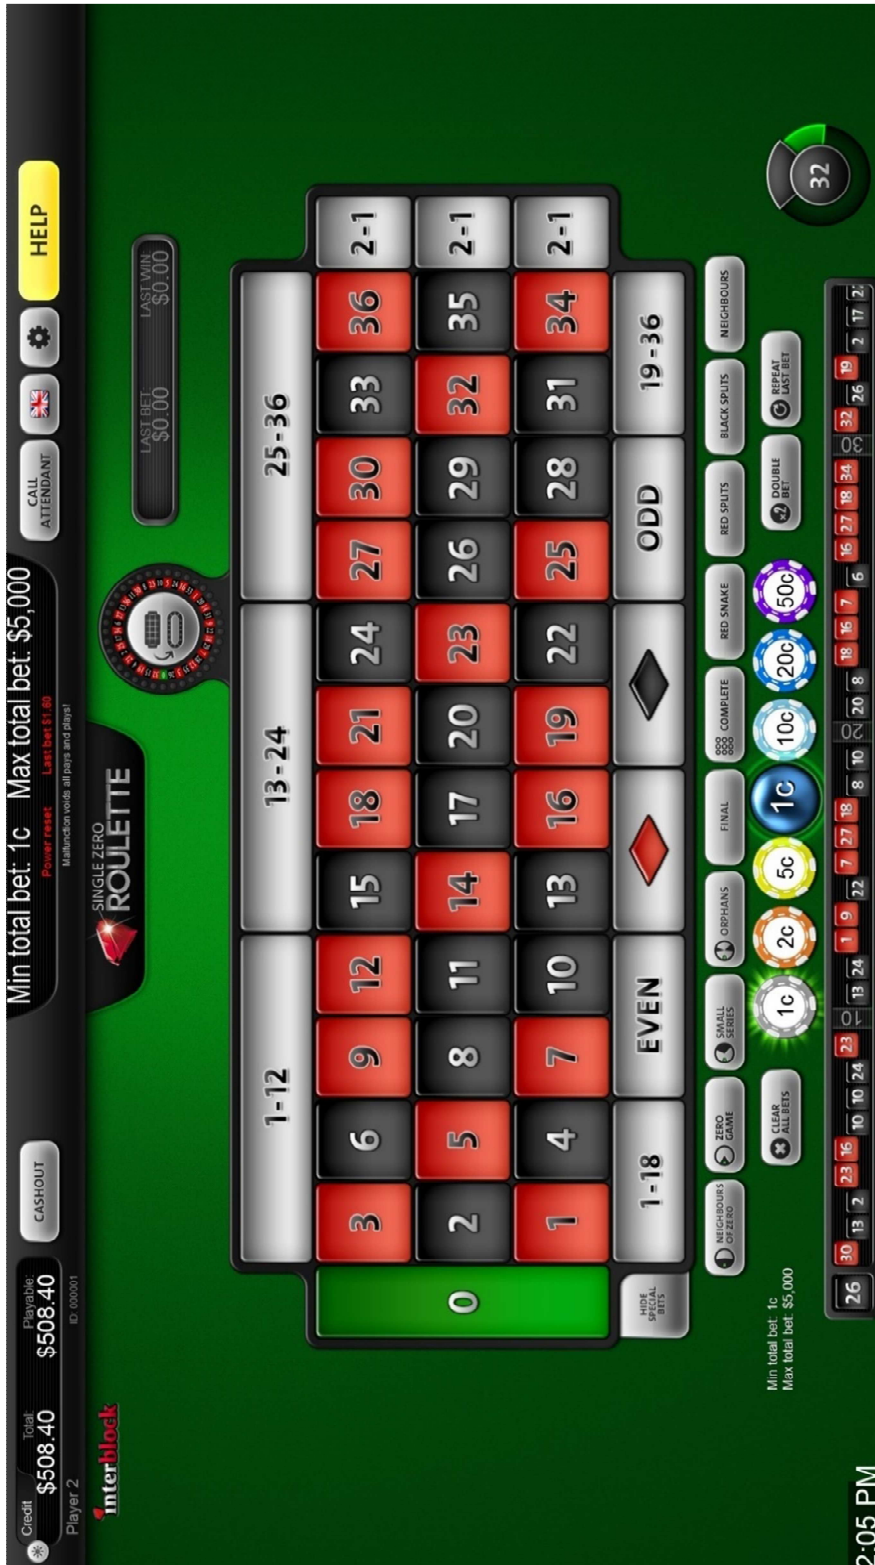 Credit
Total:
Playable:
$508.40
$508.40
CASHOUT
Min total bet: 1c Max total bet: $5,000
Power reset Last bet $1.60
Malfunction voids all pays and plays!
CALL
ATTENDANT
HELP
Player 2
ID: 000001
interblock
SINGLE ZERO
ROULETTE
LAST BET:
$0.00
LAST WIN:
$0.00
1-12
13-24
25-36
0
3 6 9 12 15 18 21 24 27 30 33 36 2-1
2 5 8 11 14 17 20 23 26 29 32 35 2-1
1 4 7 10 13 16 19 22 25 28 31 34 2-1
HIDE
SPECIAL
BETS
1-18
EVEN
ODD
19-36
NEIGHBOURS
OF ZERO
ZERO
GAME
SMALL
SERIES
ORPHANS
FINAL
COMPLETE
RED SNAKE
RED SPLITS
BLACK SPLITS
NEIGHBOURS
Min total bet: 1c
Max total bet: $5,000
CLEAR
ALL BETS
1c 2c 5c 1c 10c 20c 50c
x2 DOUBLE
BET
REPEAT
LAST BET
32
26 30 13 2 23 16 10 10 24 23 10 13 24 1 9 22 7 27 18 8 10 20 20 8 18 16 7 6 16 27 18 34 30 32 26 19 2 17
2:05 PM